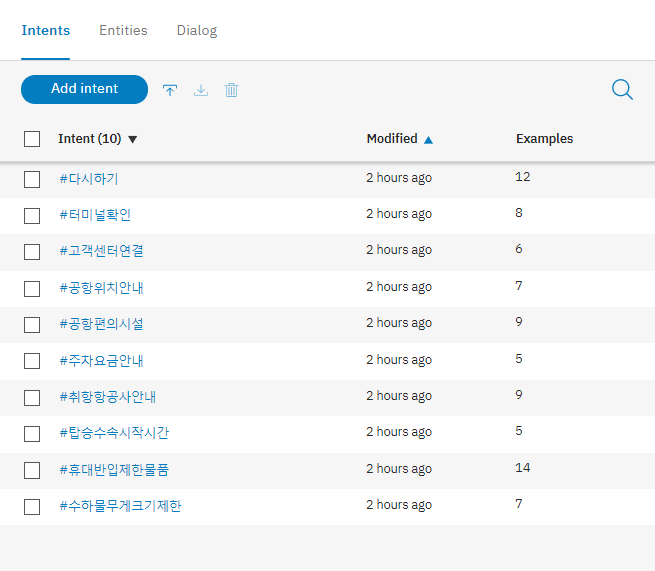 Intents Entities Dialog
Add intent
Intent (10) ▼ Modified ▲ Examples
#다시하기 2 hours ago 12
#터미널확인 2 hours ago 8
#고객센터연결 2 hours ago 6
#공항위치안내 2 hours ago 7
#공항편의시설 2 hours ago 9
#주차요금안내 2 hours ago 5
#취항항공사안내 2 hours ago 9
#탑승수속시작시간 2 hours ago 5
#휴대반입제한물품 2 hours ago 14
#수하물무게크기제한 2 hours ago 7